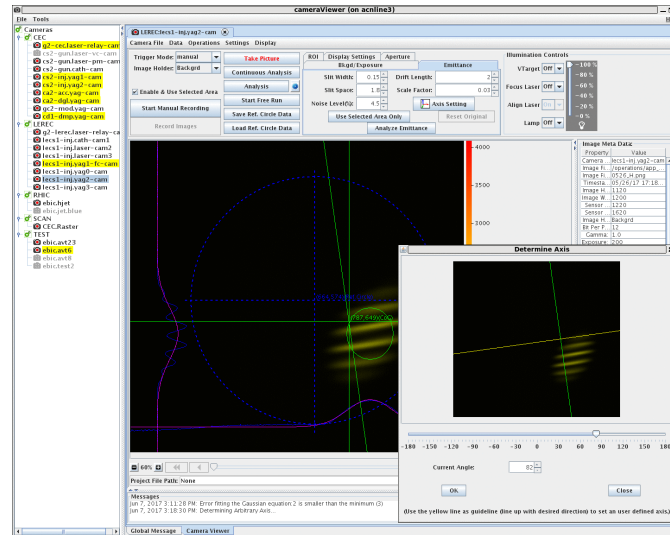 cameraViewer (on acnline3)
File Tools
Cameras
CEC
g2-cec.laser-relay-cam
cs2-gun.laser-vc-cam
cs2-gun.laser-pm-cam
cs2-gun.cath-cam
cs2-inj.yag1-cam
cs2-inj.yag2-cam
ca2-acc.yag-cam
ca2-dgl.yag-cam
gc2-mod.yag-cam
cd1-dmp.yag-cam
LEREC
g2-lerec.laser-relay-ca
lecs1-inj.cath-cam1
lecs1-inj.laser-cam2
lecs1-inj.laser-cam3
lecs1-inj.yag1-fc-cam
lecs1-inj.yag0-cam
lecs1-inj.yag2-cam
lecs1-inj.yag3-cam
RHIC
ebic.hjet
ebic.jet.blue
SCAN
CEC.Raster
TEST
ebic.avt23
ebic.avt6
ebic.avt8
ebic.test2
LEREC:lecs1-inj.yag2-cam
Camera File Data Operations Settings Display
Trigger Mode: manual
Image Holder: Backgrd
Enable & Use Selected Area
Start Manual Recording
Record Images
Take Picture
Continuous Analysis
Analysis
Start Free Run
Save Ref. Circle Data
Load Ref. Circle Data
ROI Display Settings Aperture
Bkgd/Exposure Emittance
Slit Width: 0.15 Drift Length: 2
Slit Space: 1.8 Scale Factor: 0.03
Noise Level(%): 4.5 Axis Setting
Use Selected Area Only Reset Original
Analyze Emittance
Illumination Controls
VTarget Off
Focus Laser Off
Align Laser
Lamp Off
100%
80%
60%
40%
20%
0%
4000
3500
3000
(787,649)(CoG)
Image Meta Data:
Property Value
Camera ... lecs1-inj.yag2-cam
Image Fi... /operations/app_...
Image Fi... 0526_H.png
Timesta... 05/26/17 17:18...
Image H... 1120
Image W... 1200
Sensor ... 1220
Sensor ... 1620
Image H... Backgrd
Bit Per P... 12
Gamma: 1.0
Exposure: 200
Determine Axis
-180 -150 -120 -90 -60 -30 0 30 60 90 120 150 180
Current Angle: 82
OK Close
(Use the yellow line as guideline (line up with desired direction) to set an user defined axis)
60%
Project File Path: None
Messages
Jun 7, 2017 3:11:28 PM: Error fitting the Gaussian equation:2 is smaller than the minimum (3)
Jun 7, 2017 3:18:30 PM: Determining Arbitrary Axis...
Global Message Camera Viewer